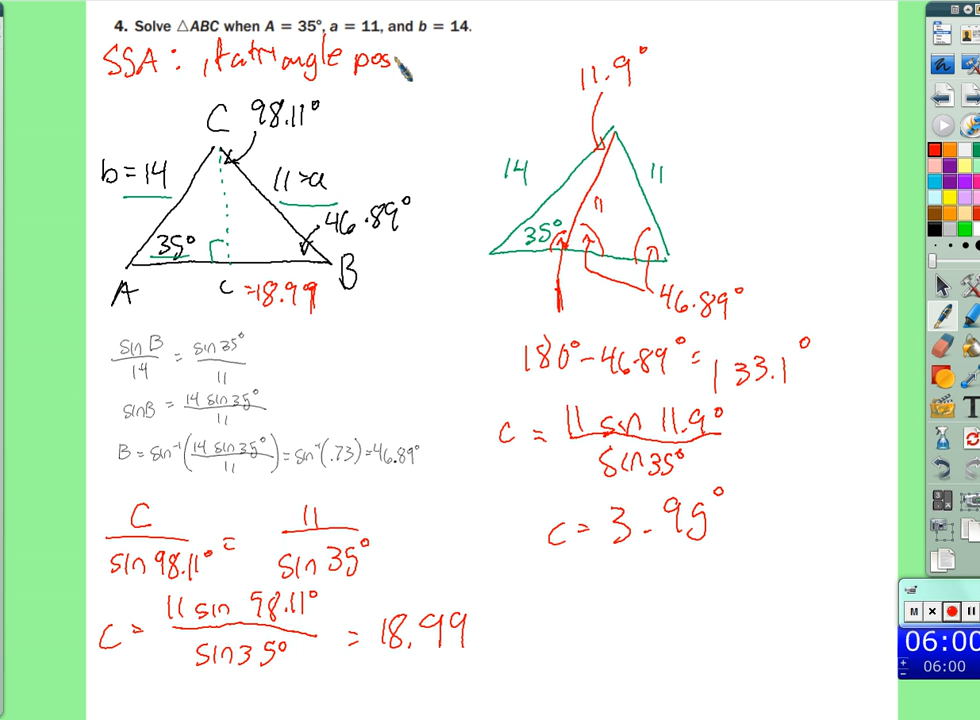 4. Solve △ABC when A = 35°, a = 11, and b = 14.
SSA: 1st triangle pos
C 98.11°
b=14
11=a
46.89°
35°
A
c =18.99
B
sin B / 14 = sin 35° / 11
sin B = 14 sin 35° / 11
B = sin⁻¹(14 sin 35° / 11) = sin⁻¹(.73) = 46.89°
C / sin 98.11° = 11 / sin 35°
C = 11 sin 98.11° / sin 35° = 18.99
11.9°
14
11
11
35°
46.89°
180° - 46.89° = 133.1°
c = 11 sin 11.9° / sin 35°
c = 3.95°
M
06:00
06:00
T